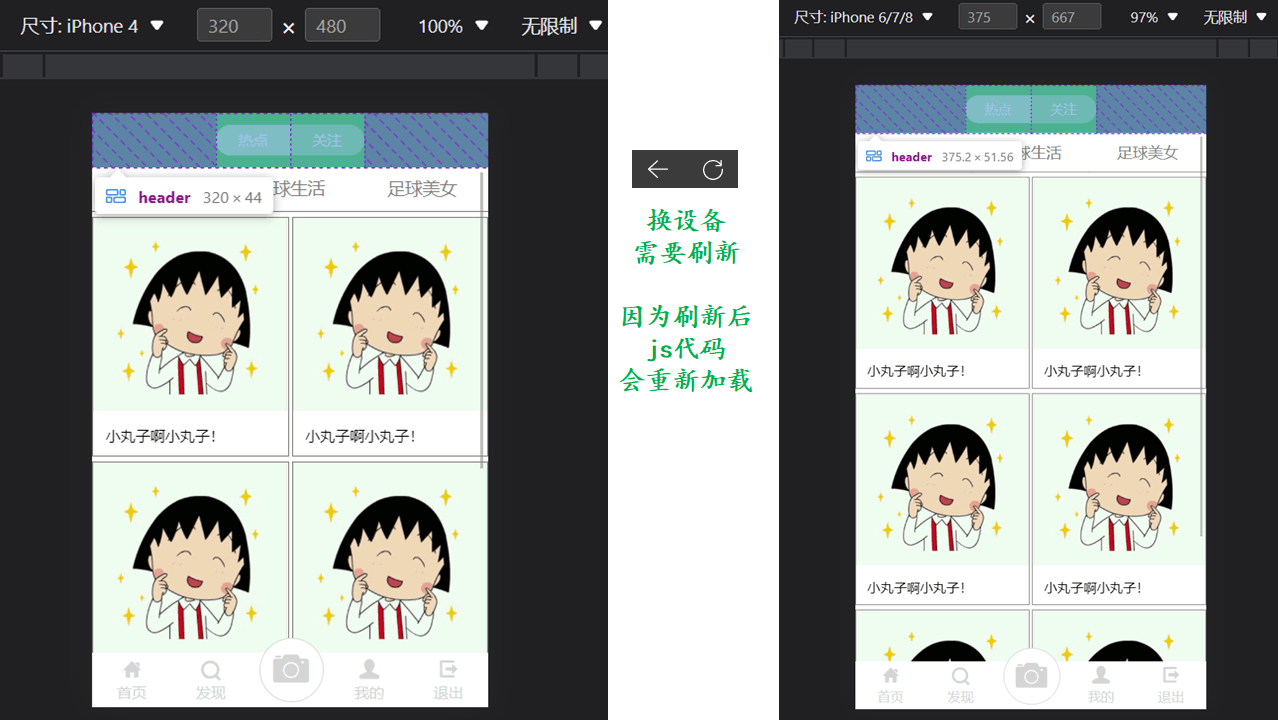 尺寸: iPhone 4 ▼ 320 × 480 100% ▼ 无限制 ▼
热点 关注
header 320 × 44
球生活 足球美女
小丸子啊小丸子! 小丸子啊小丸子!
首页 发现 我的 退出
换设备
需要刷新
因为刷新后
js代码
会重新加载
尺寸: iPhone 6/7/8 ▼ 375 × 667 97% ▼ 无限制 ▼
热点 关注
header 375.2 × 51.56
球生活 足球美女
小丸子啊小丸子! 小丸子啊小丸子!
小丸子啊小丸子! 小丸子啊小丸子!
首页 发现 我的 退出